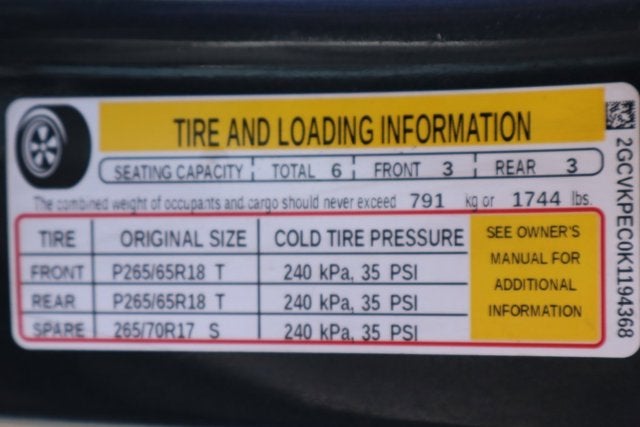 TIRE AND LOADING INFORMATION
SEATING CAPACITY TOTAL 6 FRONT 3 REAR 3
The combined weight of occupants and cargo should never exceed 791 kg or 1744 lbs.
TIRE ORIGINAL SIZE COLD TIRE PRESSURE
FRONT P265/65R18 T 240 kPa, 35 PSI
REAR P265/65R18 T 240 kPa, 35 PSI
SPARE 265/70R17 S 240 kPa, 35 PSI
SEE OWNER'S
MANUAL FOR
ADDITIONAL
INFORMATION
2GCVKPEC0K1194368